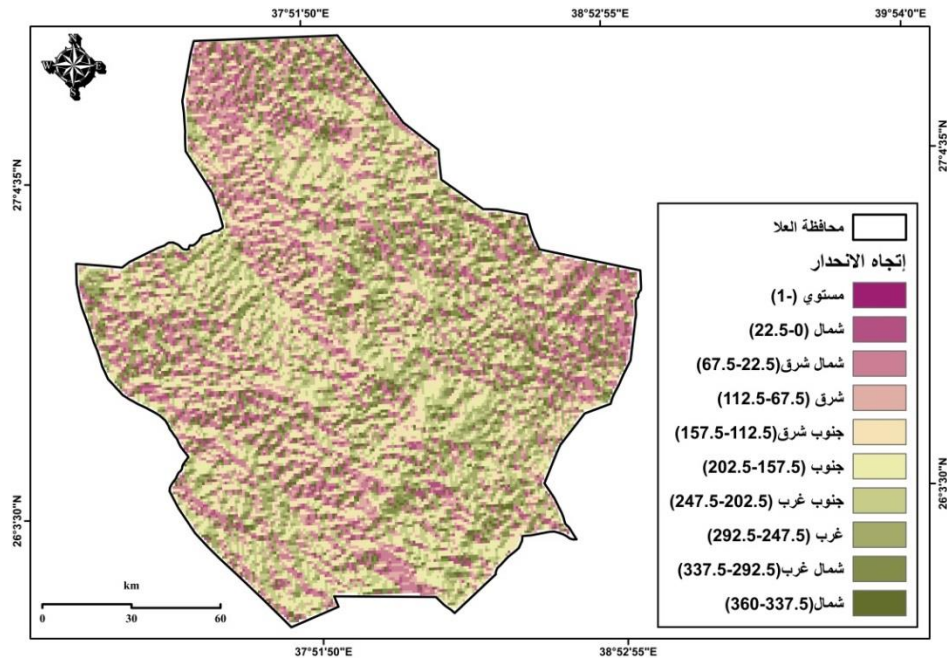 37°51'50"E
38°52'55"E
39°54'0"E
27°4'35"N
27°4'35"N
26°3'30"N
26°3'30"N
N
W
E
S
محافظة العلا
إتجاه الانحدار
مستوي (-1)
شمال (0-22.5)
شمال شرق(22.5-67.5)
شرق (67.5-112.5)
جنوب شرق(112.5-157.5)
جنوب (157.5-202.5)
جنوب غرب (202.5-247.5)
غرب (247.5-292.5)
شمال غرب(292.5-337.5)
شمال(337.5-360)
km
0 30 60
37°51'50"E
38°52'55"E